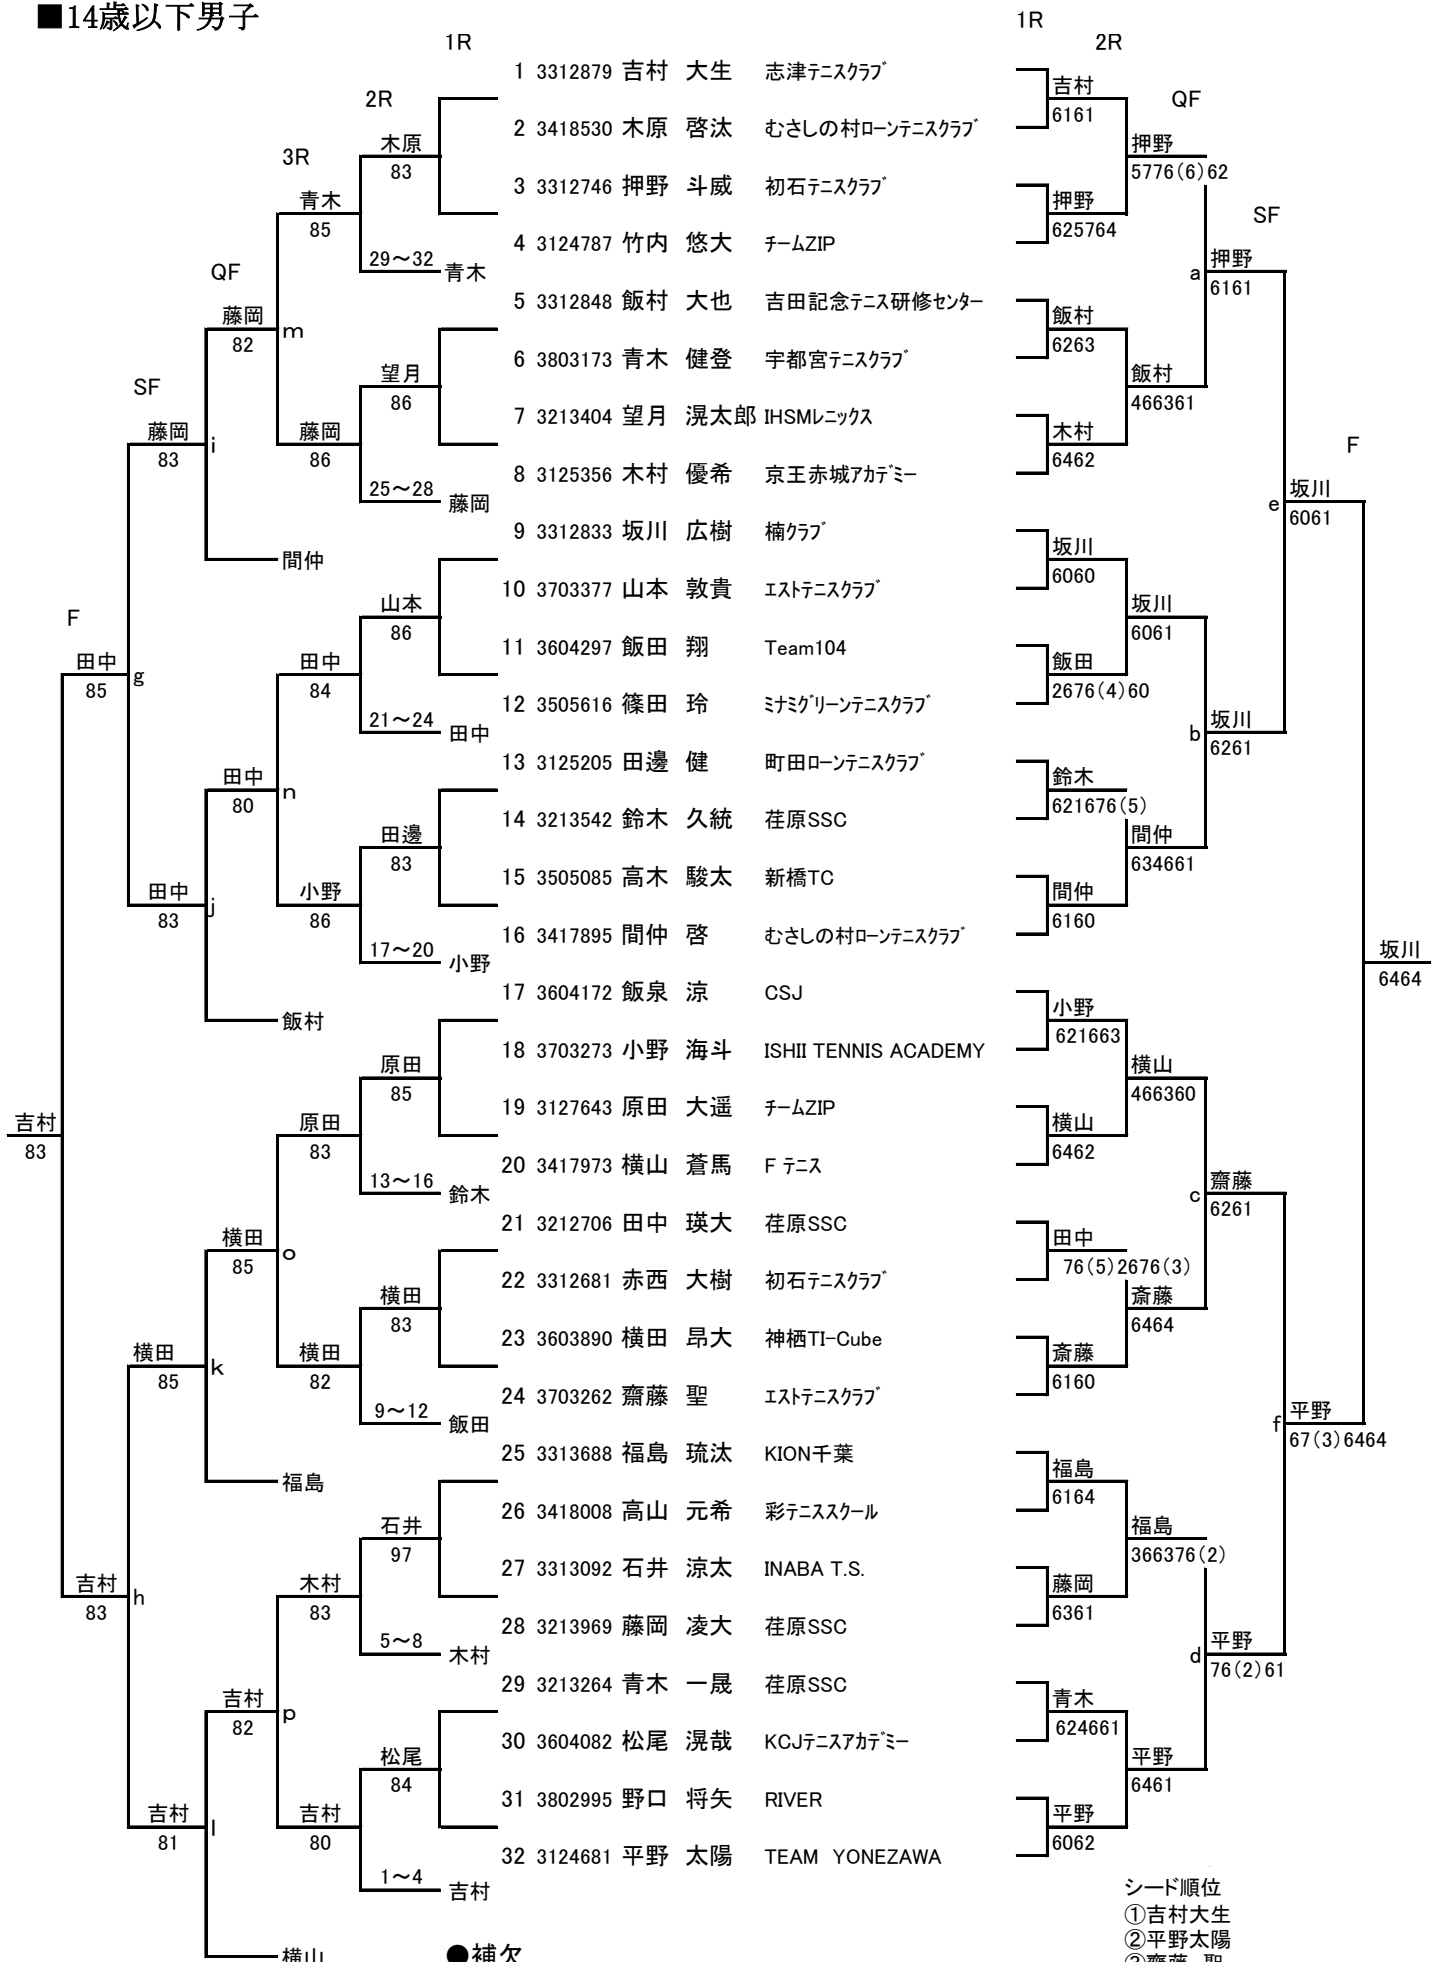 ■14歳以下男子
1R
2R
3R
QF
SF
F
1R
2R
QF
SF
F
1 3312879 吉村 大生 志津テニスクラブ
2 3418530 木原 啓汰 むさしの村ローンテニスクラブ
3 3312746 押野 斗威 初石テニスクラブ
4 3124787 竹内 悠大 チームZIP
5 3312848 飯村 大也 吉田記念テニス研修センター
6 3803173 青木 健登 宇都宮テニスクラブ
7 3213404 望月 滉太郎 IHSMレニックス
8 3125356 木村 優希 京王赤城アカデミー
9 3312833 坂川 広樹 楠クラブ
10 3703377 山本 敦貴 エストテニスクラブ
11 3604297 飯田 翔 Team104
12 3505616 篠田 玲 ミナミグリーンテニスクラブ
13 3125205 田邊 健 町田ローンテニスクラブ
14 3213542 鈴木 久統 荏原SSC
15 3505085 高木 駿太 新橋TC
16 3417895 間仲 啓 むさしの村ローンテニスクラブ
17 3604172 飯泉 涼 CSJ
18 3703273 小野 海斗 ISHII TENNIS ACADEMY
19 3127643 原田 大遥 チームZIP
20 3417973 横山 蒼馬 F テニス
21 3212706 田中 瑛大 荏原SSC
22 3312681 赤西 大樹 初石テニスクラブ
23 3603890 横田 昂大 神栖TI-Cube
24 3703262 齋藤 聖 エストテニスクラブ
25 3313688 福島 琉汰 KION千葉
26 3418008 高山 元希 彩テニススクール
27 3313092 石井 涼太 INABA T.S.
28 3213969 藤岡 凌大 荏原SSC
29 3213264 青木 一晟 荏原SSC
30 3604082 松尾 滉哉 KCJテニスアカデミー
31 3802995 野口 将矢 RIVER
32 3124681 平野 太陽 TEAM YONEZAWA
木原
83
29～32
青木
望月
86
25～28
藤岡
山本
86
21～24
田中
田邊
83
17～20
小野
原田
85
13～16
鈴木
横田
83
9～12
飯田
石井
97
5～8
木村
松尾
84
1～4
吉村
青木
85
藤岡
86
田中
84
小野
86
原田
83
横田
82
木村
83
吉村
80
藤岡
82
m
間仲
田中
80
n
飯村
横田
85
o
福島
吉村
82
p
横山
藤岡
83
i
田中
83
j
横田
85
k
吉村
81
l
田中
85
g
吉村
83
h
吉村
83
吉村
6161
押野
625764
飯村
6263
木村
6462
坂川
6060
飯田
2676(4)60
鈴木
621676(5)
間仲
6160
小野
621663
横山
6462
田中
76(5)2676(3)
斎藤
6160
福島
6164
藤岡
6361
青木
624661
平野
6062
押野
5776(6)62
飯村
466361
坂川
6061
間仲
634661
横山
466360
斎藤
6464
福島
366376(2)
平野
6461
a
押野
6161
b
坂川
6261
c
齋藤
6261
d
平野
76(2)61
e
坂川
6061
f
平野
67(3)6464
坂川
6464
●補欠
シード順位
①吉村大生
②平野太陽
③齋藤 聖